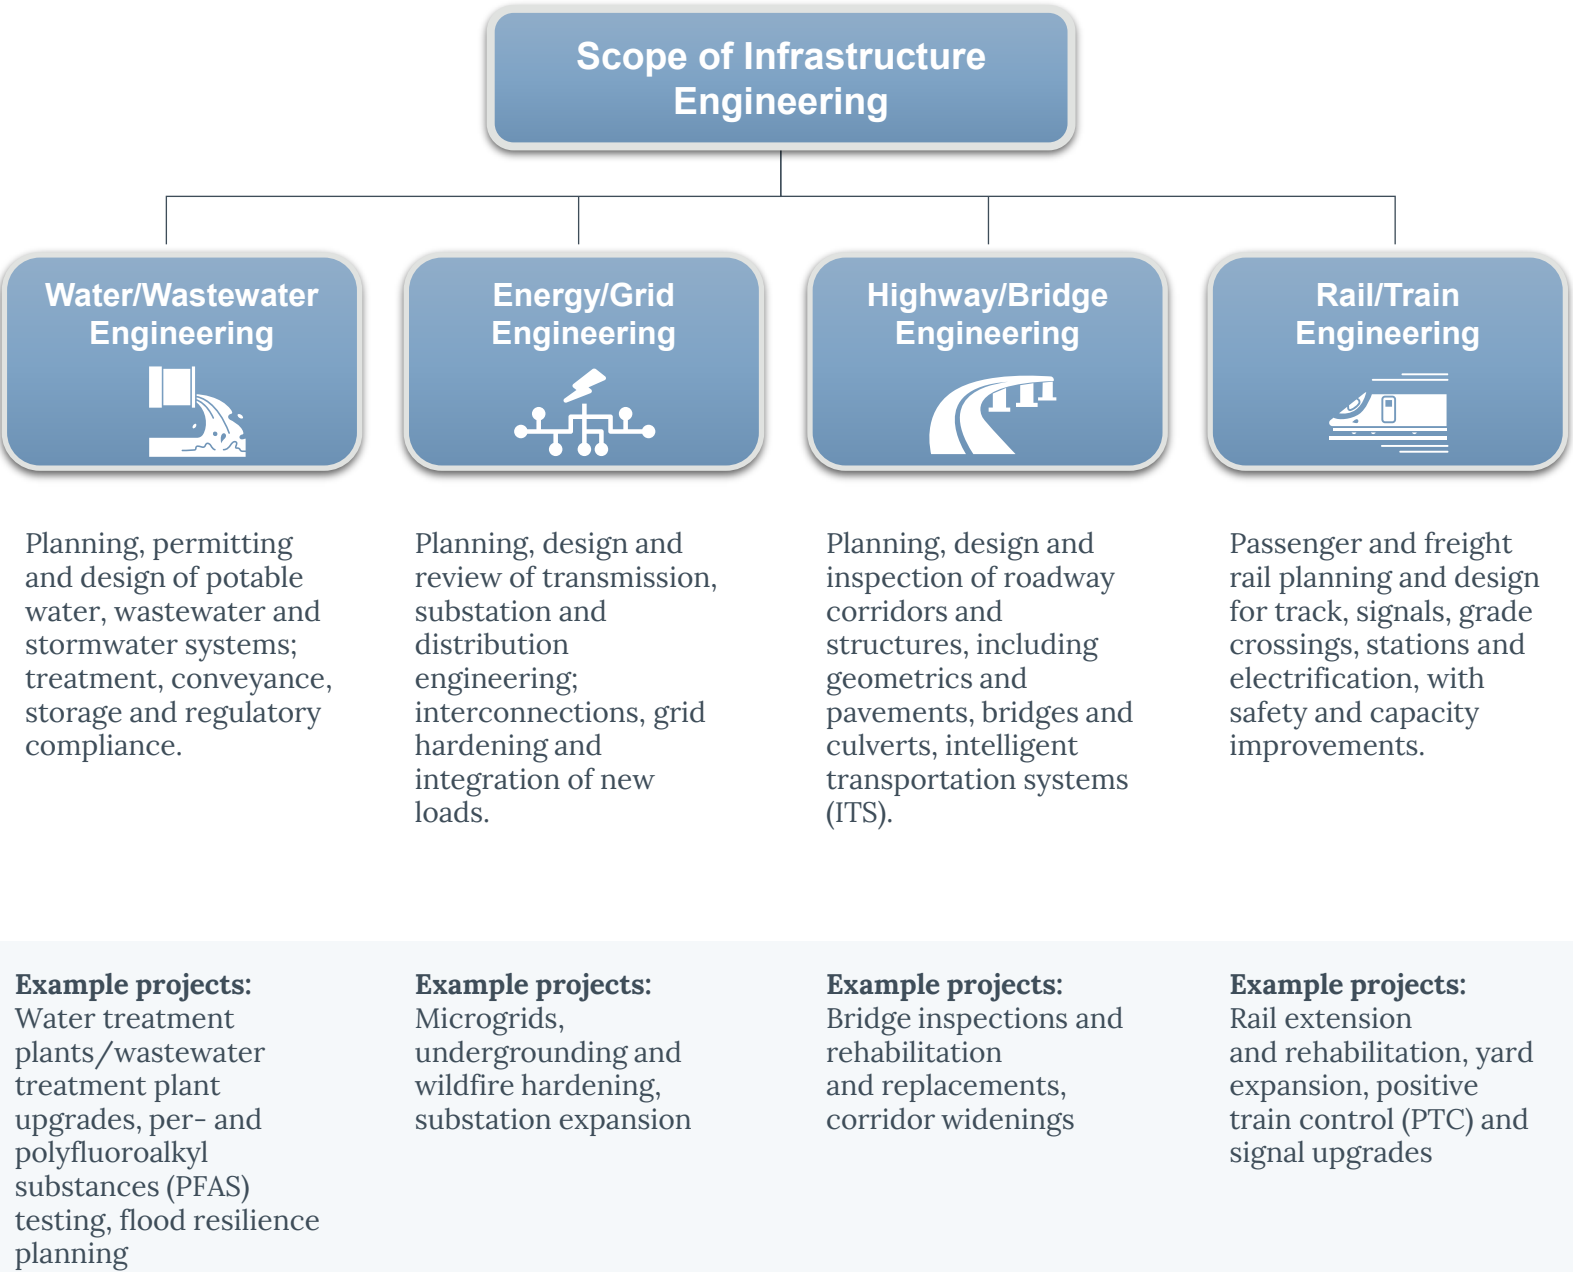 Scope of Infrastructure
Engineering
Water/Wastewater
Engineering
Energy/Grid
Engineering
Highway/Bridge
Engineering
Rail/Train
Engineering
Planning, permitting
and design of potable
water, wastewater and
stormwater systems;
treatment, conveyance,
storage and regulatory
compliance.
Planning, design and
review of transmission,
substation and
distribution
engineering;
interconnections, grid
hardening and
integration of new
loads.
Planning, design and
inspection of roadway
corridors and
structures, including
geometrics and
pavements, bridges and
culverts, intelligent
transportation systems
(ITS).
Passenger and freight
rail planning and design
for track, signals, grade
crossings, stations and
electrification, with
safety and capacity
improvements.
Example projects:
Water treatment
plants/wastewater
treatment plant
upgrades, per- and
polyfluoroalkyl
substances (PFAS)
testing, flood resilience
planning
Example projects:
Microgrids,
undergrounding and
wildfire hardening,
substation expansion
Example projects:
Bridge inspections and
rehabilitation
and replacements,
corridor widenings
Example projects:
Rail extension
and rehabilitation, yard
expansion, positive
train control (PTC) and
signal upgrades